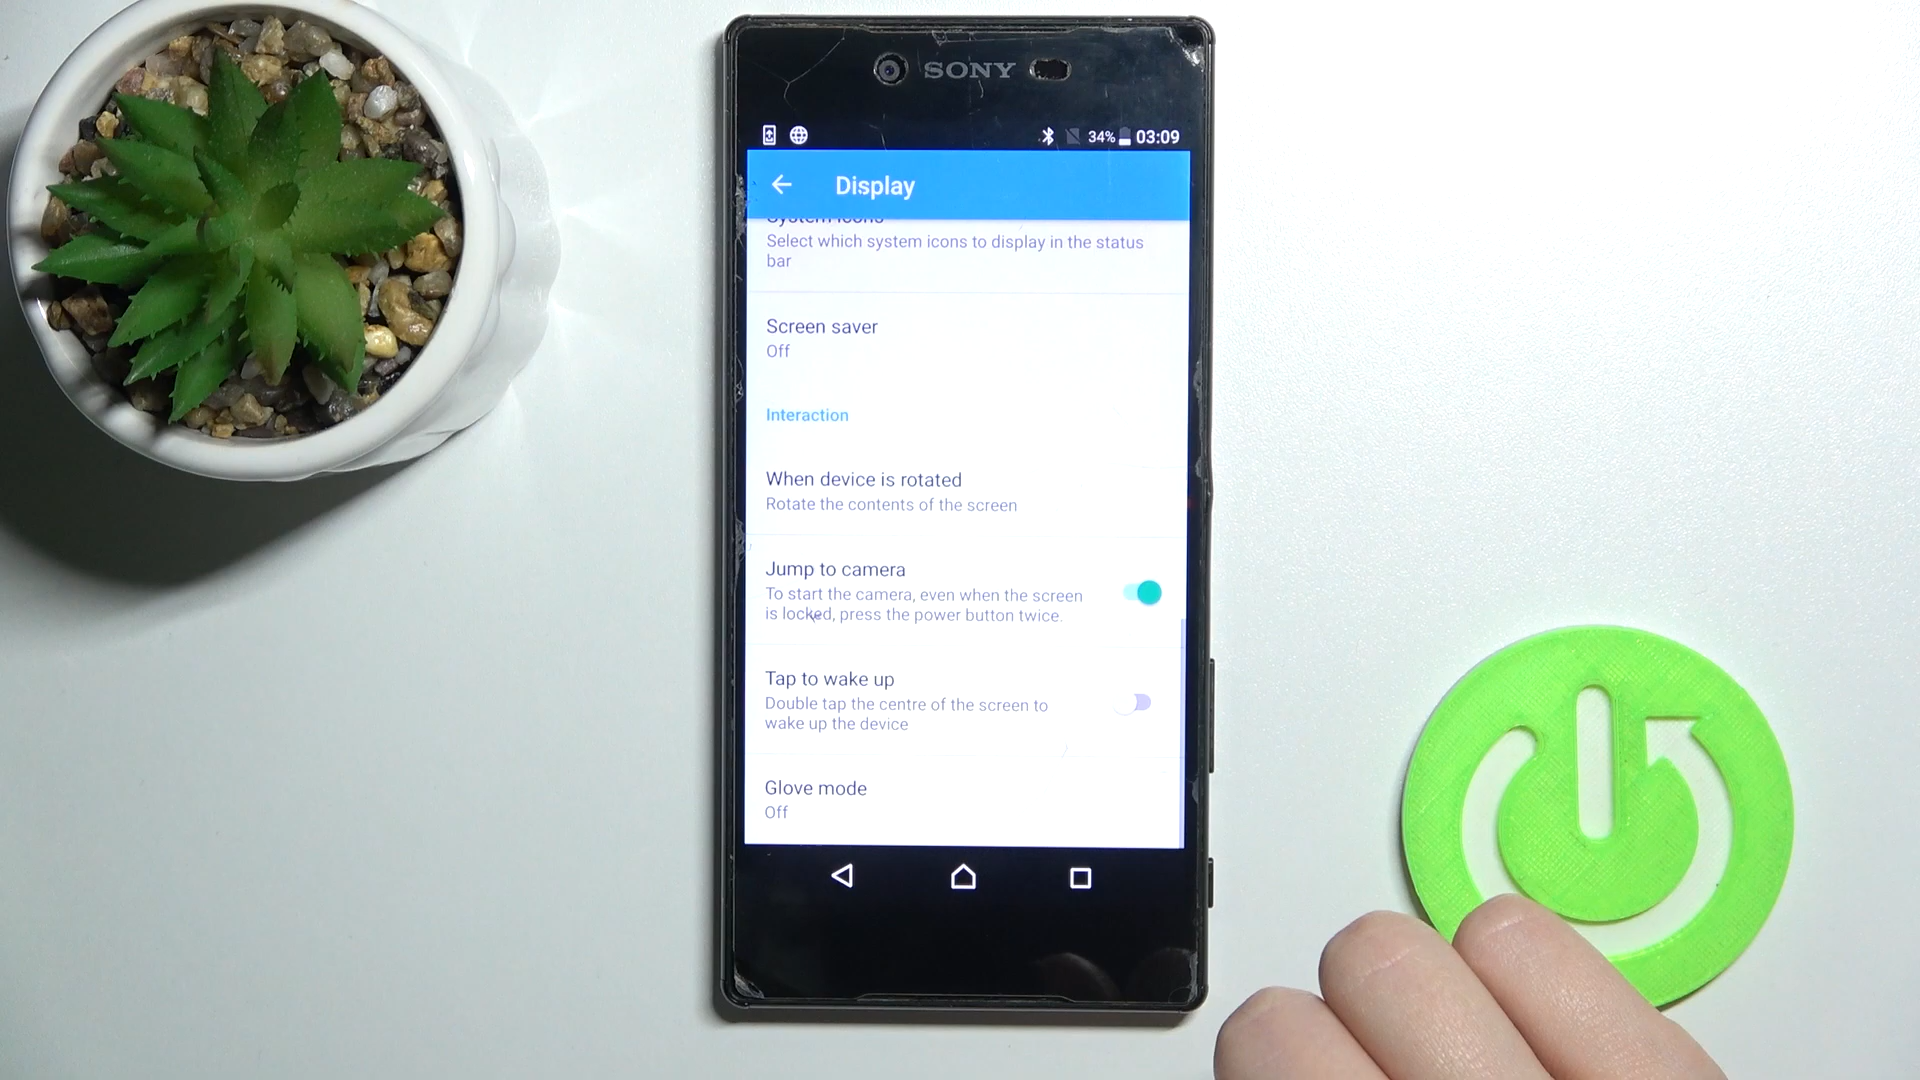 SONY
34% 03:09
Display
System icons
Select which system icons to display in the status
bar
Screen saver
Off
Interaction
When device is rotated
Rotate the contents of the screen
Jump to camera
To start the camera, even when the screen
is locked, press the power button twice.
Tap to wake up
Double tap the centre of the screen to
wake up the device
Glove mode
Off